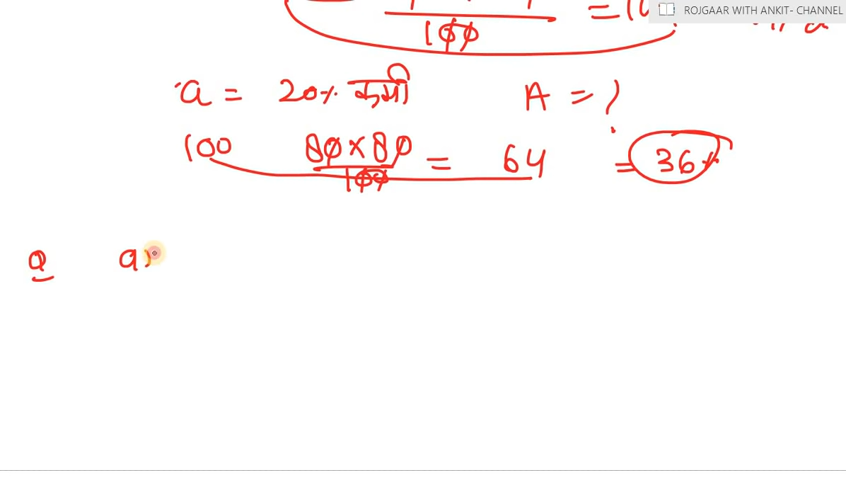 ROJGAAR WITH ANKIT- CHANNEL
100
a = 20% कमी A = ?
100 80 × 80 / 100 = 64 = 36%
Q a